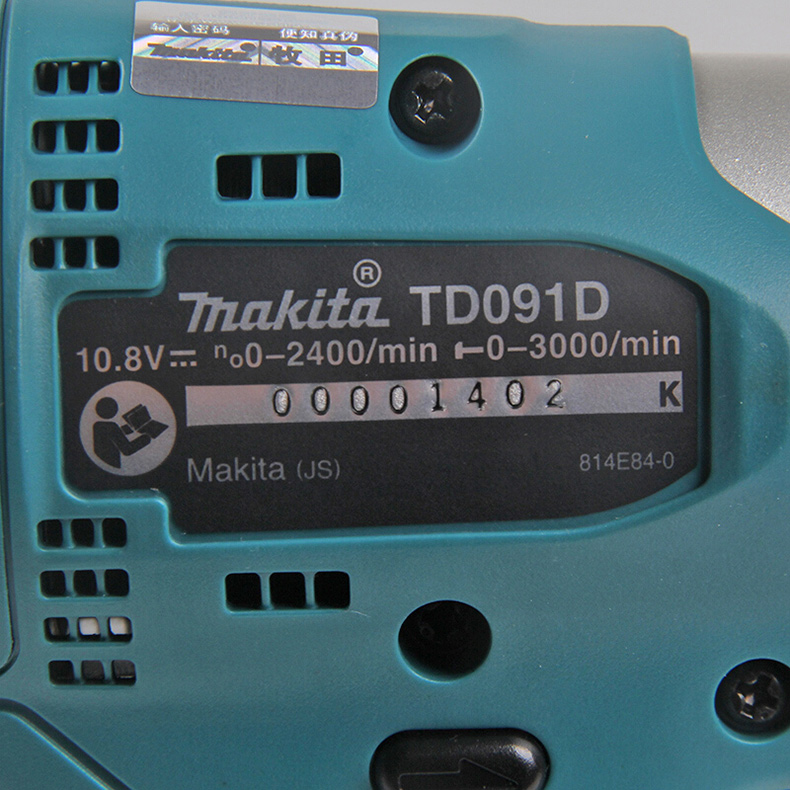 输入密码 便知真伪
Makita® 牧田®
Makita® TD091D
10.8V⎓ n₀0–2400/min 0–3000/min
00001402 K
Makita (JS) 814E84-0